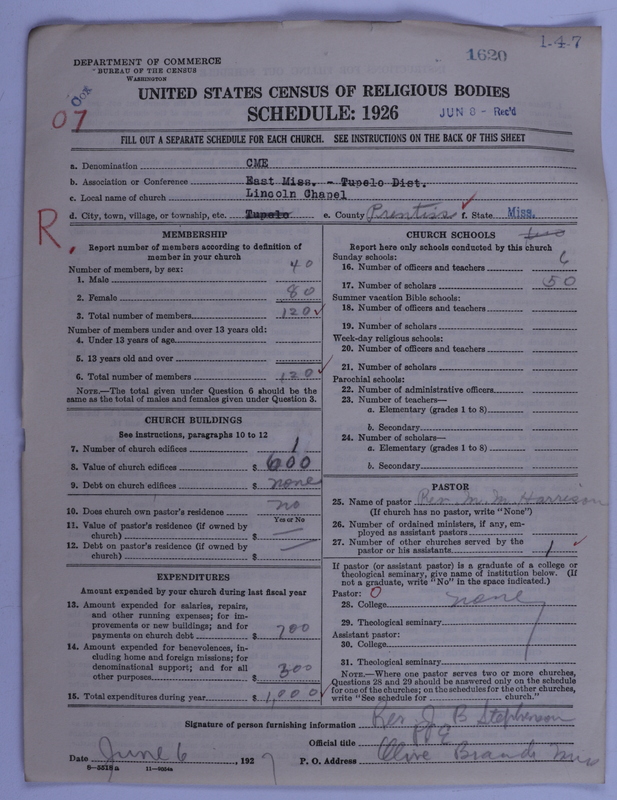 1-4-7
1620
DEPARTMENT OF COMMERCE
BUREAU OF THE CENSUS
WASHINGTON
UNITED STATES CENSUS OF RELIGIOUS BODIES
SCHEDULE: 1926
JUN 8 - Rec'd
07
FILL OUT A SEPARATE SCHEDULE FOR EACH CHURCH. SEE INSTRUCTIONS ON THE BACK OF THIS SHEET
a. Denomination CME
b. Association or Conference East Miss. - Tupelo Dist.
c. Local name of church Lincoln Chapel
d. City, town, village, or township, etc. Tupelo e. County Prentiss f. State Miss.
R.
MEMBERSHIP
Report number of members according to definition of
member in your church
Number of members, by sex:
1. Male 40
2. Female 80
3. Total number of members 120
Number of members under and over 13 years old:
4. Under 13 years of age
5. 13 years old and over
6. Total number of members 120
NOTE.—The total given under Question 6 should be the
same as the total of males and females given under Question 3.
CHURCH BUILDINGS
See instructions, paragraphs 10 to 12
7. Number of church edifices 1
8. Value of church edifices $ 600
9. Debt on church edifices $ none
10. Does church own pastor's residence no
Yes or No
11. Value of pastor's residence (if owned by
church) $ —
12. Debt on pastor's residence (if owned by
church) $ —
EXPENDITURES
Amount expended by your church during last fiscal year
13. Amount expended for salaries, repairs,
and other running expenses; for im-
provements or new buildings; and for
payments on church debt $ 700
14. Amount expended for benevolences, in-
cluding home and foreign missions; for
denominational support; and for all
other purposes $ 300
15. Total expenditures during year $ 1,000
CHURCH SCHOOLS
Report here only schools conducted by this church
Sunday schools:
16. Number of officers and teachers 6
17. Number of scholars 50
Summer vacation Bible schools:
18. Number of officers and teachers
19. Number of scholars
Week-day religious schools:
20. Number of officers and teachers
21. Number of scholars
Parochial schools:
22. Number of administrative officers
23. Number of teachers—
a. Elementary (grades 1 to 8)
b. Secondary
24. Number of scholars—
a. Elementary (grades 1 to 8)
b. Secondary
PASTOR
25. Name of pastor Rev. M. M. Harrison
(If church has no pastor, write "None")
26. Number of ordained ministers, if any, em-
ployed as assistant pastors
27. Number of other churches served by the
pastor or his assistants 1
If pastor (or assistant pastor) is a graduate of a college or
theological seminary, give name of institution below. (If
not a graduate, write "No" in the space indicated.)
Pastor: 0
28. College none
29. Theological seminary
Assistant pastor:
30. College
31. Theological seminary
NOTE.—Where one pastor serves two or more churches,
Questions 28 and 29 should be answered only on the schedule
for one of the churches; on the schedules for the other churches,
write "See schedule for church."
Signature of person furnishing information Rev J B Stephenson
Official title PPE
Date June 6, 1927 P. O. Address Olive Branch Miss
8-5518a 11-9024a